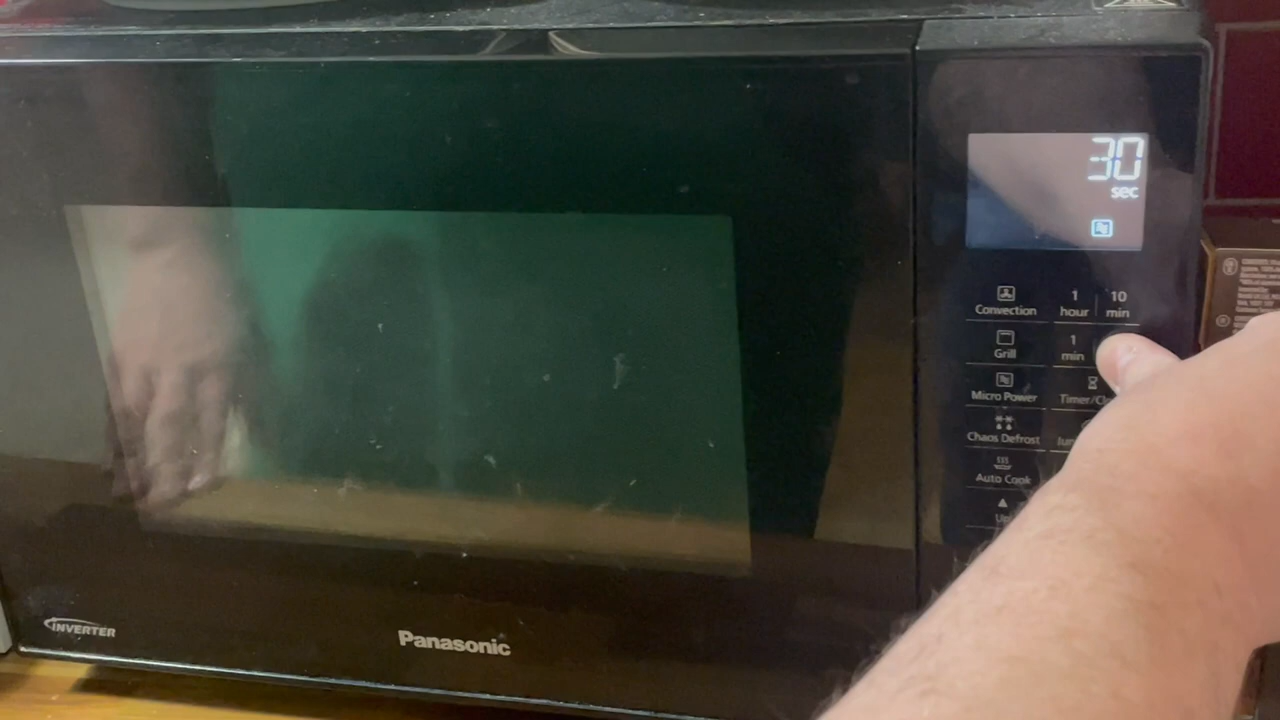 30
sec
Convection
1
hour
10
min
Grill
1
min
Micro Power
Chaos Defrost
Auto Cook
INVERTER
Panasonic